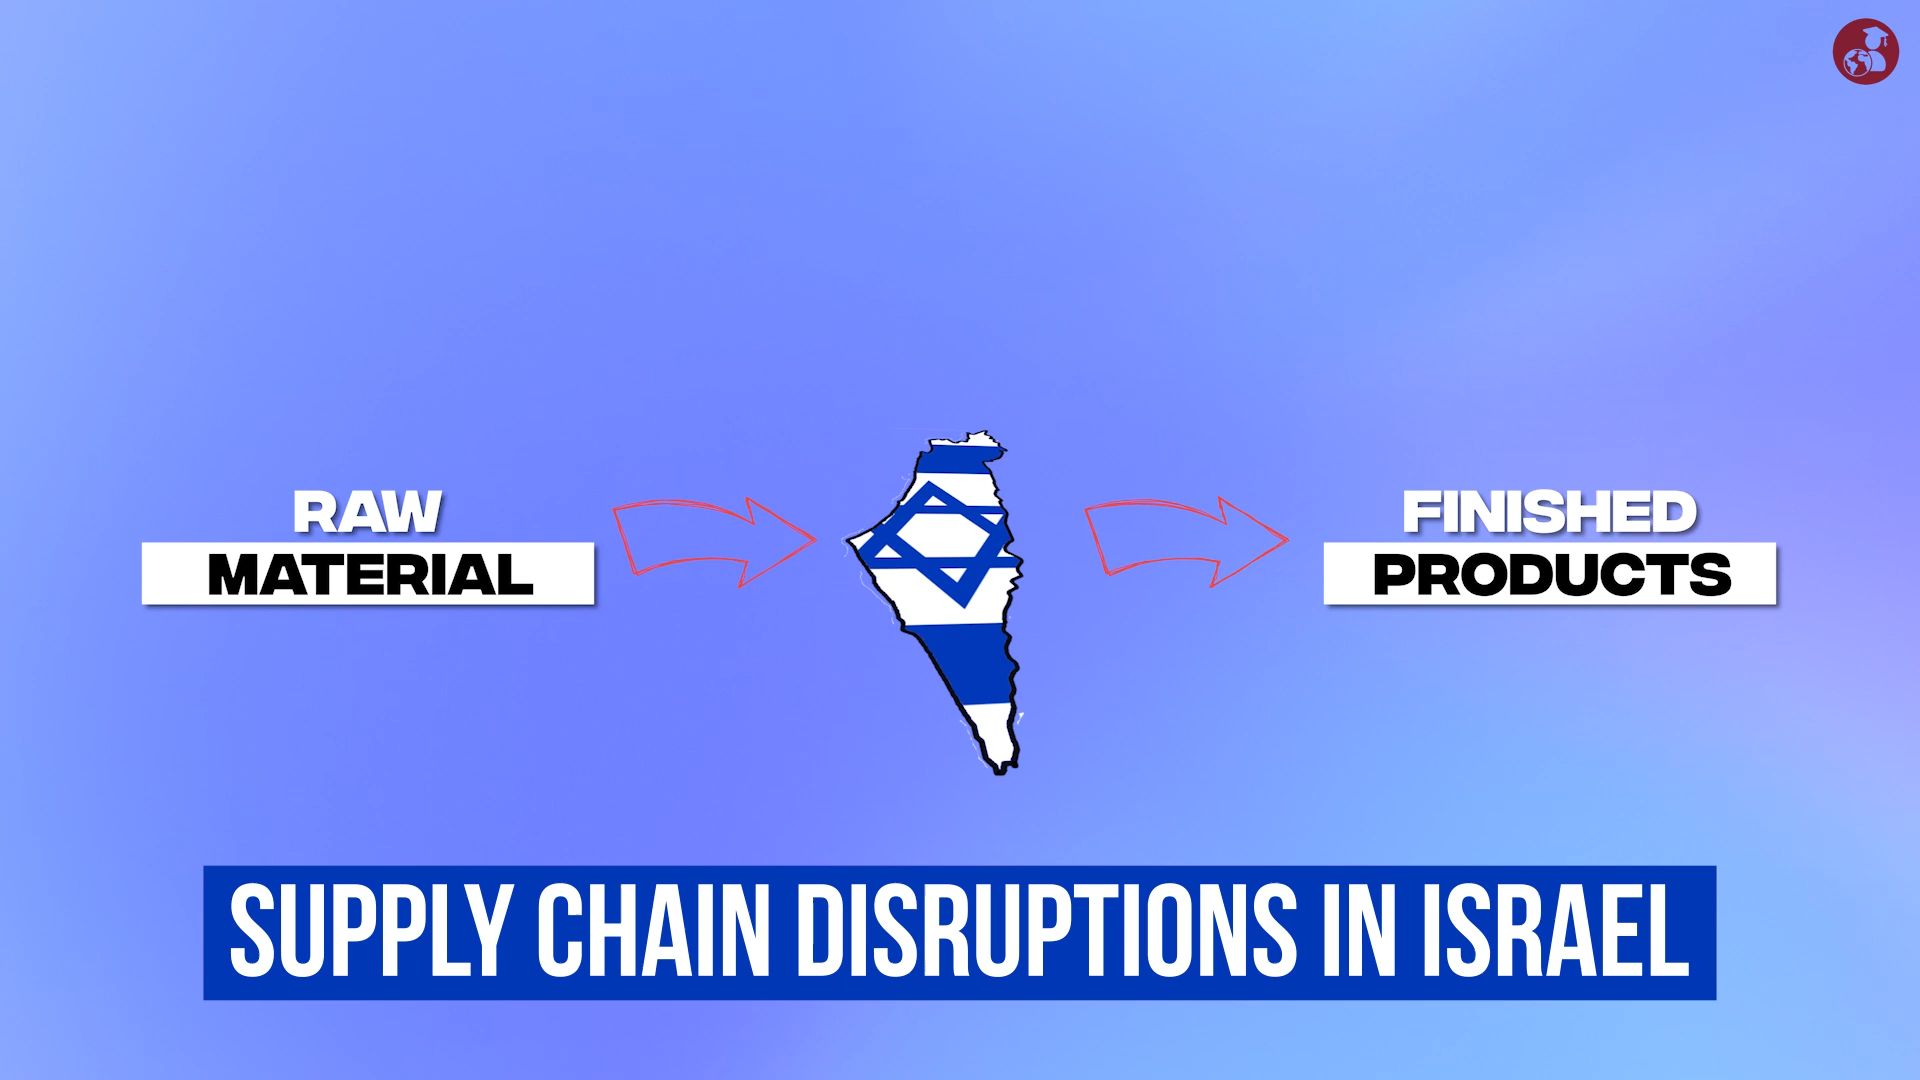 RAW
MATERIAL
FINISHED
PRODUCTS
SUPPLY CHAIN DISRUPTIONS IN ISRAEL